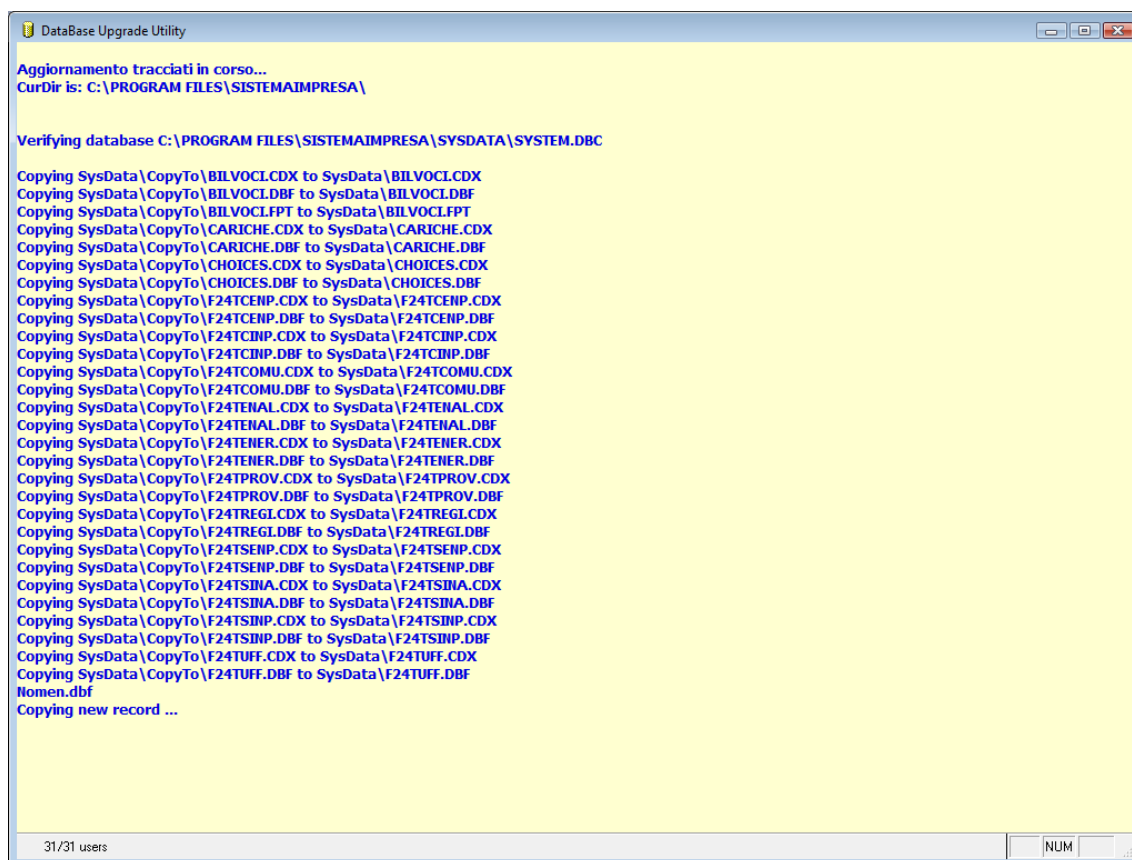 DataBase Upgrade Utility
Aggiornamento tracciati in corso...
CurDir is: C:\PROGRAM FILES\SISTEMAIMPRESA\
Verifying database C:\PROGRAM FILES\SISTEMAIMPRESA\SYSDATA\SYSTEM.DBC
Copying SysData\CopyTo\BILVOCI.CDX to SysData\BILVOCI.CDX
Copying SysData\CopyTo\BILVOCI.DBF to SysData\BILVOCI.DBF
Copying SysData\CopyTo\BILVOCI.FPT to SysData\BILVOCI.FPT
Copying SysData\CopyTo\CARICHE.CDX to SysData\CARICHE.CDX
Copying SysData\CopyTo\CARICHE.DBF to SysData\CARICHE.DBF
Copying SysData\CopyTo\CHOICES.CDX to SysData\CHOICES.CDX
Copying SysData\CopyTo\CHOICES.DBF to SysData\CHOICES.DBF
Copying SysData\CopyTo\F24TCENP.CDX to SysData\F24TCENP.CDX
Copying SysData\CopyTo\F24TCENP.DBF to SysData\F24TCENP.DBF
Copying SysData\CopyTo\F24TCINP.CDX to SysData\F24TCINP.CDX
Copying SysData\CopyTo\F24TCINP.DBF to SysData\F24TCINP.DBF
Copying SysData\CopyTo\F24TCOMU.CDX to SysData\F24TCOMU.CDX
Copying SysData\CopyTo\F24TCOMU.DBF to SysData\F24TCOMU.DBF
Copying SysData\CopyTo\F24TENAL.CDX to SysData\F24TENAL.CDX
Copying SysData\CopyTo\F24TENAL.DBF to SysData\F24TENAL.DBF
Copying SysData\CopyTo\F24TENER.CDX to SysData\F24TENER.CDX
Copying SysData\CopyTo\F24TENER.DBF to SysData\F24TENER.DBF
Copying SysData\CopyTo\F24TPROV.CDX to SysData\F24TPROV.CDX
Copying SysData\CopyTo\F24TPROV.DBF to SysData\F24TPROV.DBF
Copying SysData\CopyTo\F24TREGI.CDX to SysData\F24TREGI.CDX
Copying SysData\CopyTo\F24TREGI.DBF to SysData\F24TREGI.DBF
Copying SysData\CopyTo\F24TSENP.CDX to SysData\F24TSENP.CDX
Copying SysData\CopyTo\F24TSENP.DBF to SysData\F24TSENP.DBF
Copying SysData\CopyTo\F24TSINA.CDX to SysData\F24TSINA.CDX
Copying SysData\CopyTo\F24TSINA.DBF to SysData\F24TSINA.DBF
Copying SysData\CopyTo\F24TSINP.CDX to SysData\F24TSINP.CDX
Copying SysData\CopyTo\F24TSINP.DBF to SysData\F24TSINP.DBF
Copying SysData\CopyTo\F24TUFF.CDX to SysData\F24TUFF.CDX
Copying SysData\CopyTo\F24TUFF.DBF to SysData\F24TUFF.DBF
Nomen.dbf
Copying new record ...
31/31 users
NUM